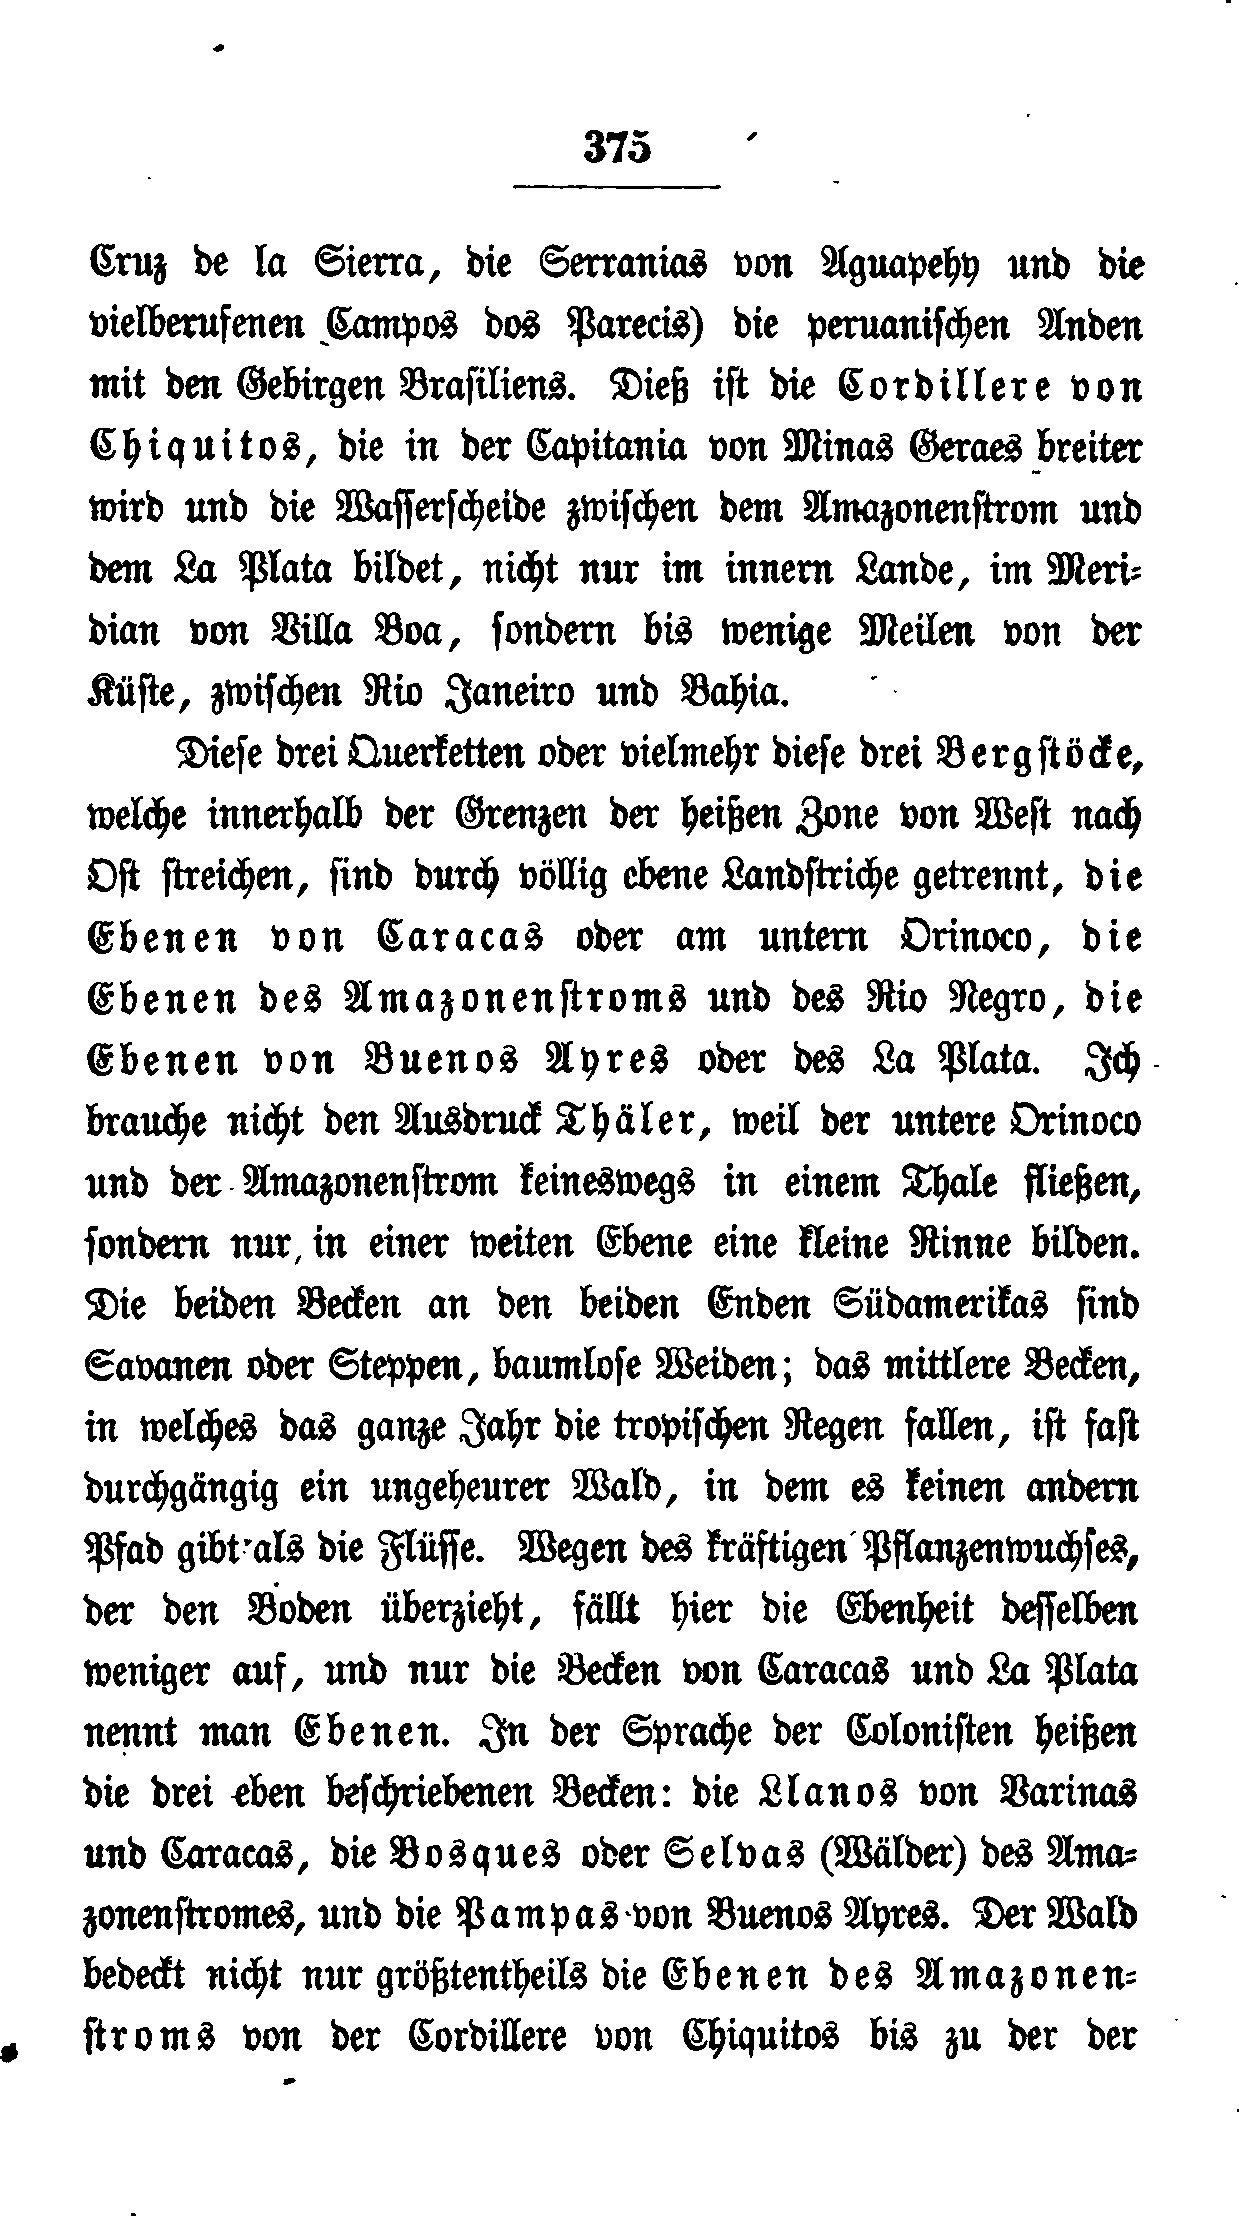 375
Cruz de la Sierra, die Serranias von Aguapehy und die
vielberufenen Campos dos Parecis) die peruanischen Anden
mit den Gebirgen Brasiliens. Dieß ist die Cordillere von
Chiquitos, die in der Capitania von Minas Geraes breiter
wird und die Wasserscheide zwischen dem Amazonenstrom und
dem La Plata bildet, nicht nur im innern Lande, im Meri-
dian von Villa Boa, sondern bis wenige Meilen von der
Küste, zwischen Rio Janeiro und Bahia.
Diese drei Querketten oder vielmehr diese drei Bergstöcke,
welche innerhalb der Grenzen der heißen Zone von West nach
Ost streichen, sind durch völlig ebene Landstriche getrennt, die
Ebenen von Caracas oder am untern Orinoco, die
Ebenen des Amazonenstroms und des Rio Negro, die
Ebenen von Buenos Ayres oder des La Plata. Ich
brauche nicht den Ausdruck Thäler, weil der untere Orinoco
und der Amazonenstrom keineswegs in einem Thale fließen,
sondern nur, in einer weiten Ebene eine kleine Rinne bilden.
Die beiden Becken an den beiden Enden Südamerikas sind
Savanen oder Steppen, baumlose Weiden; das mittlere Becken,
in welches das ganze Jahr die tropischen Regen fallen, ist fast
durchgängig ein ungeheurer Wald, in dem es keinen andern
Pfad gibt als die Flüsse. Wegen des kräftigen Pflanzenwuchses,
der den Boden überzieht, fällt hier die Ebenheit desselben
weniger auf, und nur die Becken von Caracas und La Plata
nennt man Ebenen. In der Sprache der Colonisten heißen
die drei eben beschriebenen Becken: die Llanos von Varinas
und Caracas, die Bosques oder Selvas (Wälder) des Ama-
zonenstromes, und die Pampas von Buenos Ayres. Der Wald
bedeckt nicht nur größtentheils die Ebenen des Amazonen-
stroms von der Cordillere von Chiquitos bis zu der der